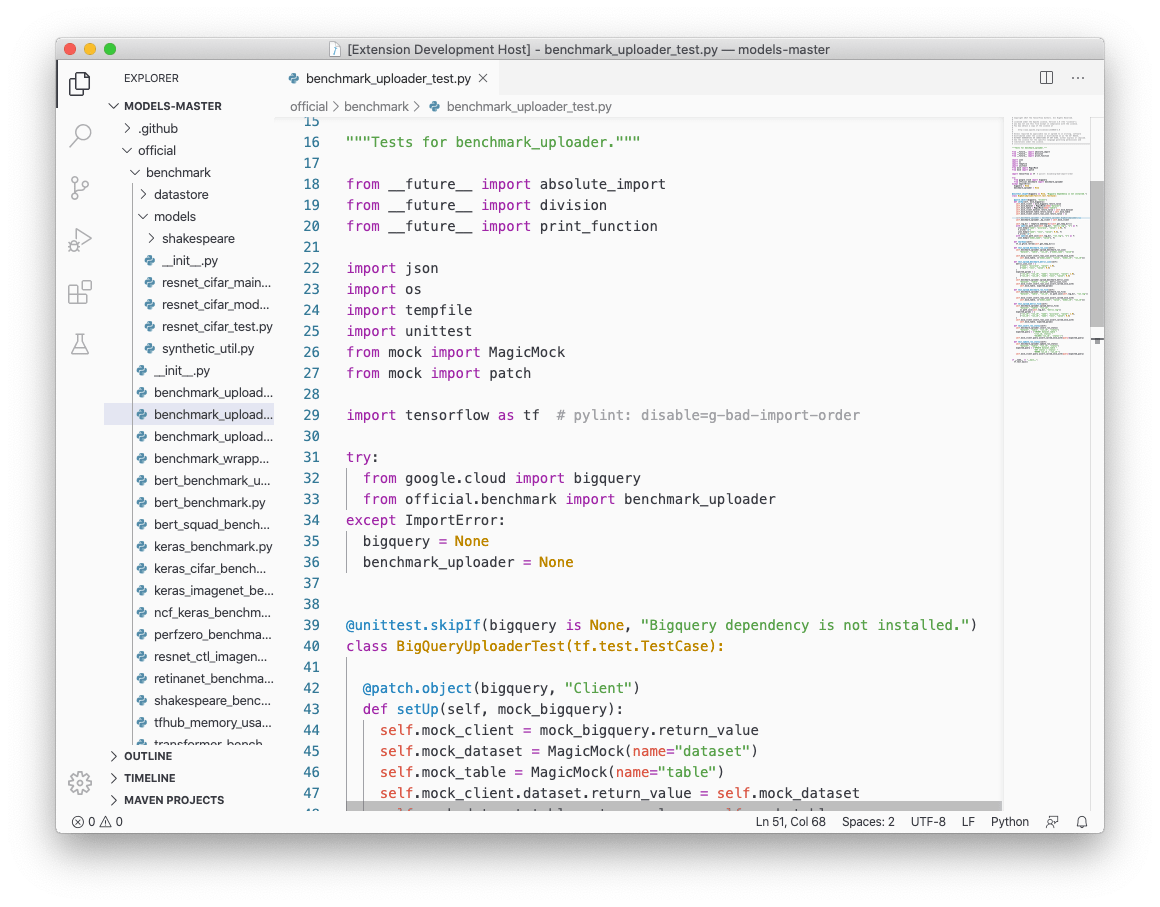 [Extension Development Host] - benchmark_uploader_test.py — models-master
EXPLORER
MODELS-MASTER
.github
official
benchmark
datastore
models
shakespeare
__init__.py
resnet_cifar_main...
resnet_cifar_mod...
resnet_cifar_test.py
synthetic_util.py
__init__.py
benchmark_upload...
benchmark_upload...
benchmark_upload...
benchmark_wrapp...
bert_benchmark_u...
bert_benchmark.py
bert_squad_bench...
keras_benchmark.py
keras_cifar_bench...
keras_imagenet_be...
ncf_keras_benchm...
perfzero_benchma...
resnet_ctl_imagen...
retinanet_benchma...
shakespeare_benc...
tfhub_memory_usa...
OUTLINE
TIMELINE
MAVEN PROJECTS
benchmark_uploader_test.py
official > benchmark > benchmark_uploader_test.py
15
16 """Tests for benchmark_uploader."""
17
18 from __future__ import absolute_import
19 from __future__ import division
20 from __future__ import print_function
21
22 import json
23 import os
24 import tempfile
25 import unittest
26 from mock import MagicMock
27 from mock import patch
28
29 import tensorflow as tf  # pylint: disable=g-bad-import-order
30
31 try:
32   from google.cloud import bigquery
33   from official.benchmark import benchmark_uploader
34 except ImportError:
35   bigquery = None
36   benchmark_uploader = None
37
38
39 @unittest.skipIf(bigquery is None, "Bigquery dependency is not installed.")
40 class BigQueryUploaderTest(tf.test.TestCase):
41
42   @patch.object(bigquery, "Client")
43   def setUp(self, mock_bigquery):
44     self.mock_client = mock_bigquery.return_value
45     self.mock_dataset = MagicMock(name="dataset")
46     self.mock_table = MagicMock(name="table")
47     self.mock_client.dataset.return_value = self.mock_dataset
0 0
Ln 51, Col 68 Spaces: 2 UTF-8 LF Python